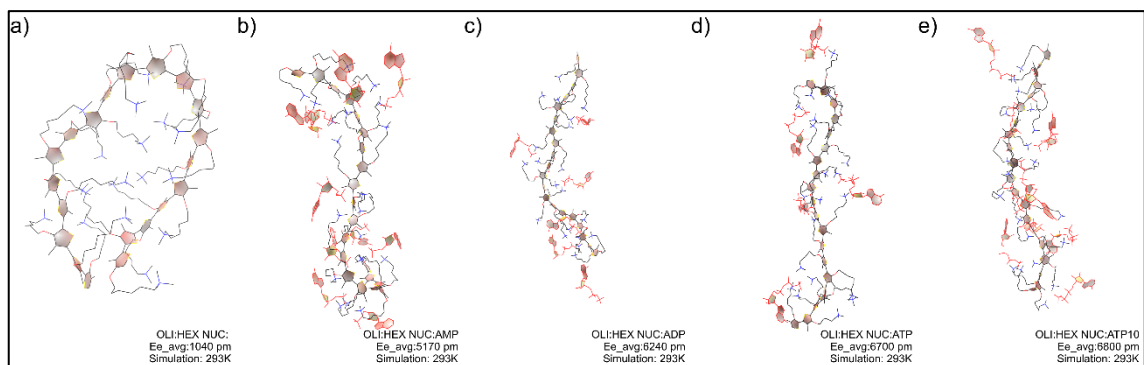 a)
OLI:HEX NUC:
Ee_avg:1040 pm
Simulation: 293K
b)
OLI:HEX NUC:AMP
Ee_avg:5170 pm
Simulation: 293K
c)
OLI:HEX NUC:ADP
Ee_avg:6240 pm
Simulation: 293K
d)
OLI:HEX NUC:ATP
Ee_avg:6700 pm
Simulation: 293K
e)
OLI:HEX NUC:ATP10
Ee_avg:6800 pm
Simulation: 293K